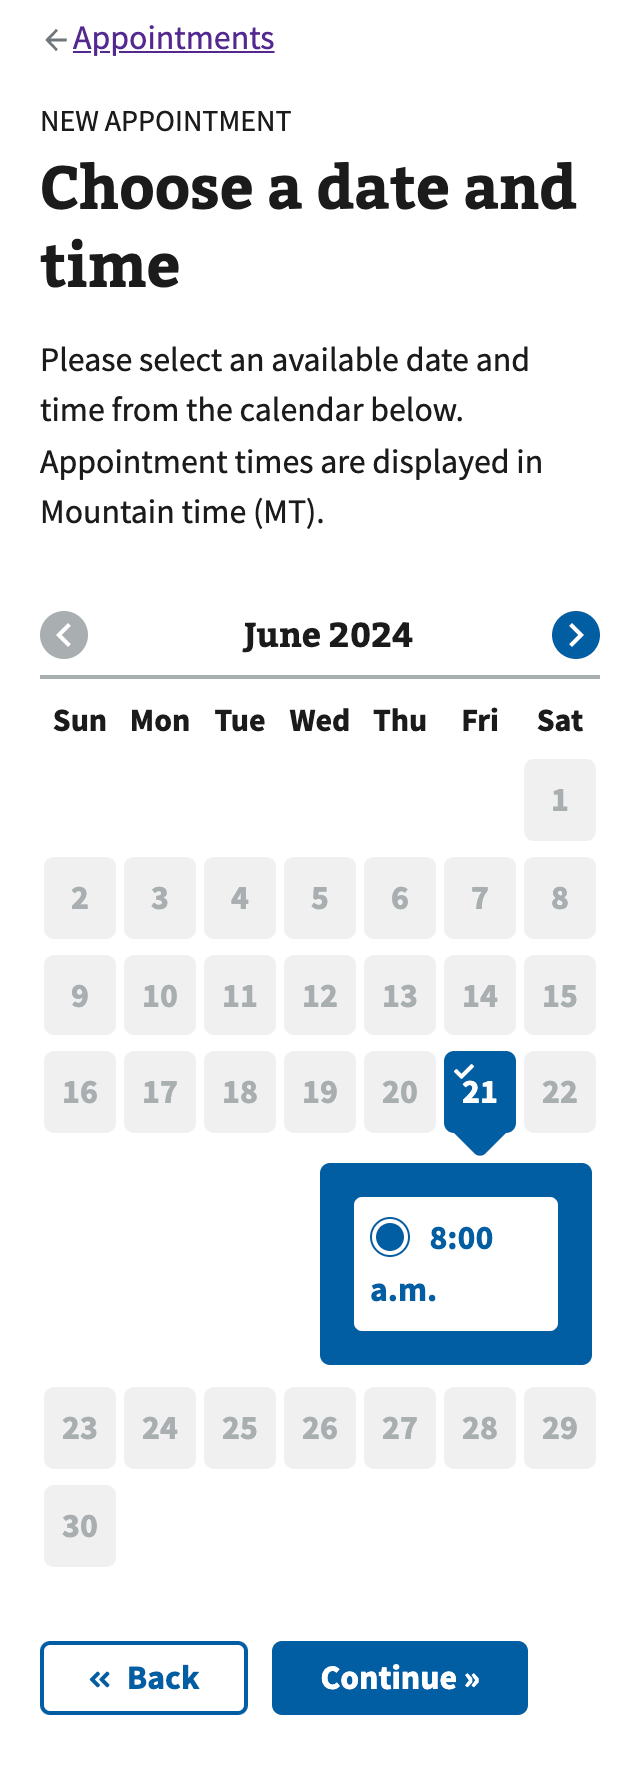 Appointments
NEW APPOINTMENT
Choose a date and
time
Please select an available date and
time from the calendar below.
Appointment times are displayed in
Mountain time (MT).
June 2024
Sun Mon Tue Wed Thu Fri Sat
1
2 3 4 5 6 7 8
9 10 11 12 13 14 15
16 17 18 19 20 21 22
8:00
a.m.
23 24 25 26 27 28 29
30
« Back Continue »